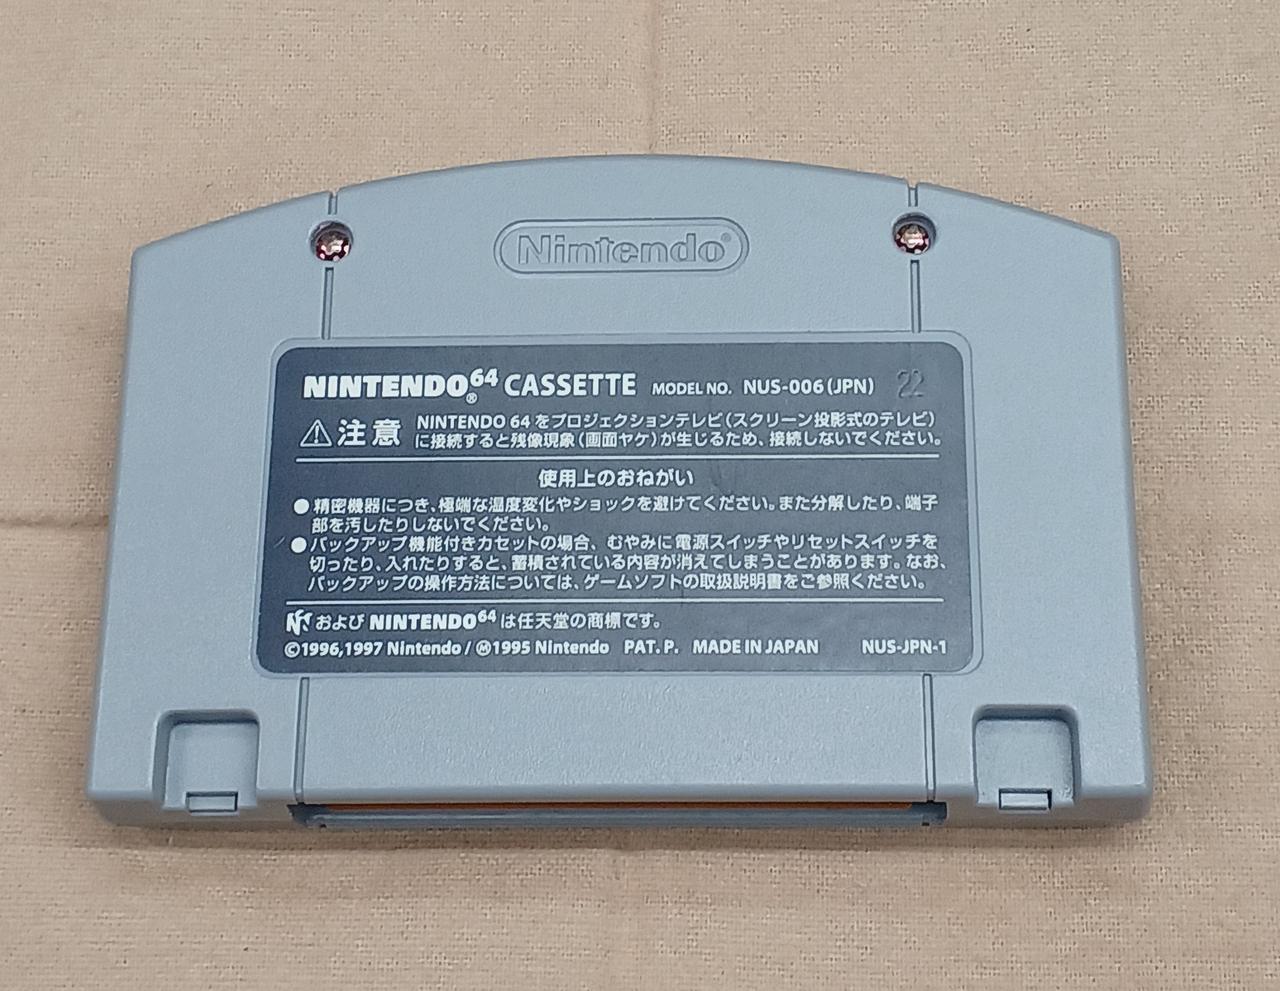 Nintendo®
NINTENDO64® CASSETTE MODEL NO. NUS-006(JPN) 22
⚠注意 NINTENDO 64 をプロジェクションテレビ(スクリーン投影式のテレビ)
に接続すると残像現象(画面ヤケ)が生じるため、接続しないでください。
使用上のおねがい
●精密機器につき、極端な温度変化やショックを避けてください。また分解したり、端子
部を汚したりしないでください。
●バックアップ機能付きカセットの場合、むやみに電源スイッチやリセットスイッチを
切ったり、入れたりすると、蓄積されている内容が消えてしまうことがあります。なお、
バックアップの操作方法については、ゲームソフトの取扱説明書をご参照ください。
および NINTENDO64 は任天堂の商標です。
©1996,1997 Nintendo/Ⓜ1995 Nintendo PAT. P. MADE IN JAPAN NUS-JPN-1